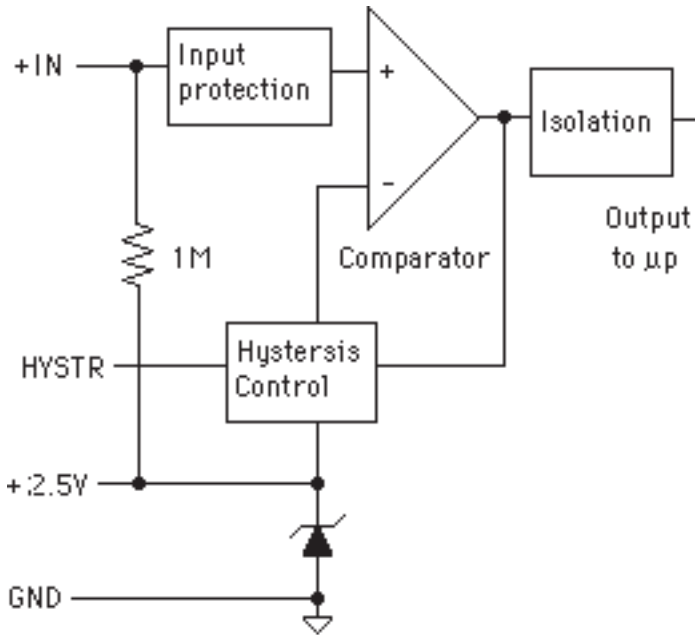 Input
protection
+IN
+
Isolation
-
Output
to µp
1M
Comparator
Hystersis
Control
HYSTR
+2.5V
GND